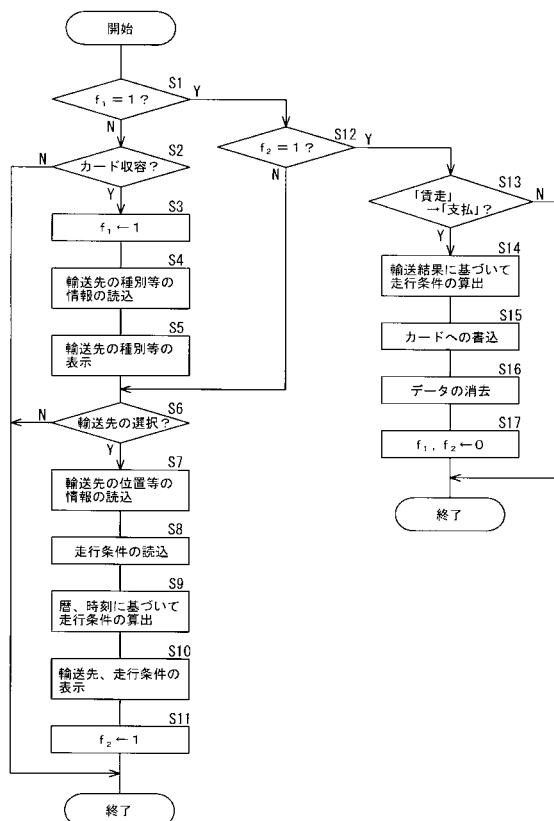 開始
S1
f₁＝1？
Y
N
S2
N
カード収容？
Y
S3
f₁←1
S4
輸送先の種別等の
情報の読込
S5
輸送先の種別等の
表示
S6
N
輸送先の選択？
Y
S7
輸送先の位置等の
情報の読込
S8
走行条件の読込
S9
暦、時刻に基づいて
走行条件の算出
S10
輸送先、走行条件の
表示
S11
f₂←1
終了
S12
f₂＝1？
Y
N
S13
「賃走」
→「支払」？
N
Y
S14
輸送結果に基づいて
走行条件の算出
S15
カードへの書込
S16
データの消去
S17
f₁，f₂←0
終了